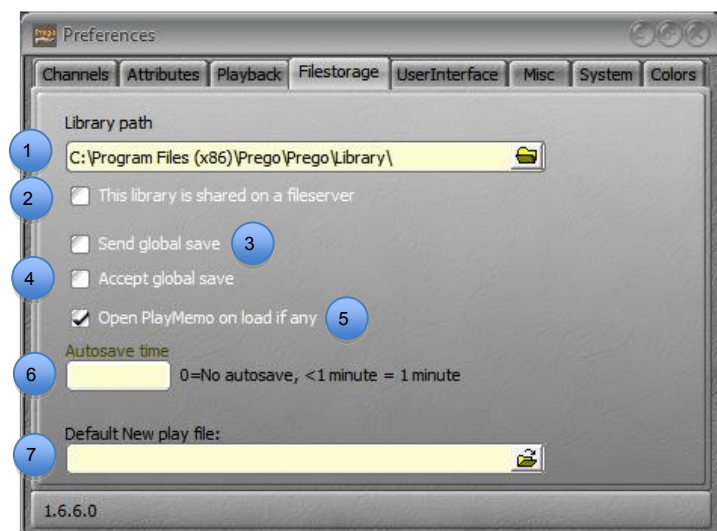 Preferences
Channels Attributes Playback Filestorage UserInterface Misc System Colors
Library path
1 C:\Program Files (x86)\Prego\Prego\Library\
2 This library is shared on a fileserver
Send global save 3
4 Accept global save
Open PlayMemo on load if any 5
Autosave time
6 0=No autosave, <1 minute = 1 minute
Default New play file:
7
1.6.6.0